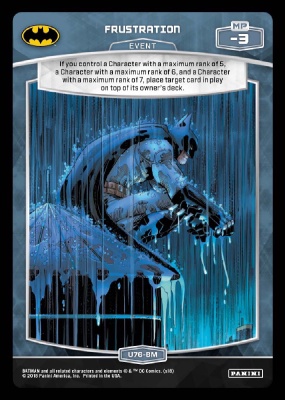 FRUSTRATION
MP
-3
EVENT
If you control a Character with a maximum rank of 5,
a Character with a maximum rank of 6, and a Character
with a maximum rank of 7, place target card in play
on top of its owner's deck.
U76-BM
BATMAN and all related characters and elements © & ™ DC Comics. (s18)
© 2018 Panini America, Inc. Printed in the USA.
PANINI